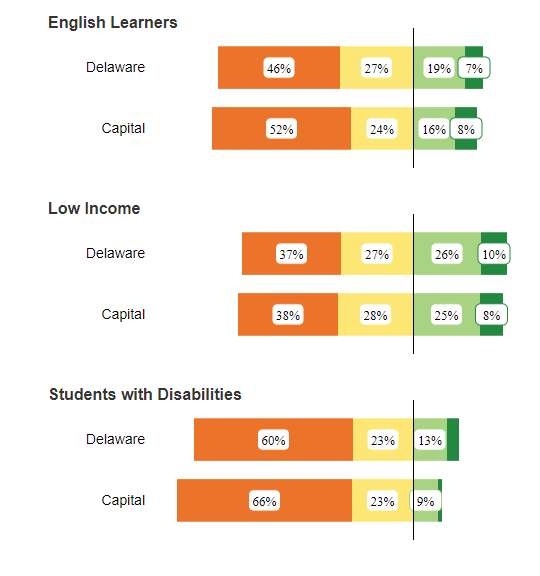 English Learners
Delaware 46% 27% 19% 7%
Capital 52% 24% 16% 8%
Low Income
Delaware 37% 27% 26% 10%
Capital 38% 28% 25% 8%
Students with Disabilities
Delaware 60% 23% 13%
Capital 66% 23% 9%